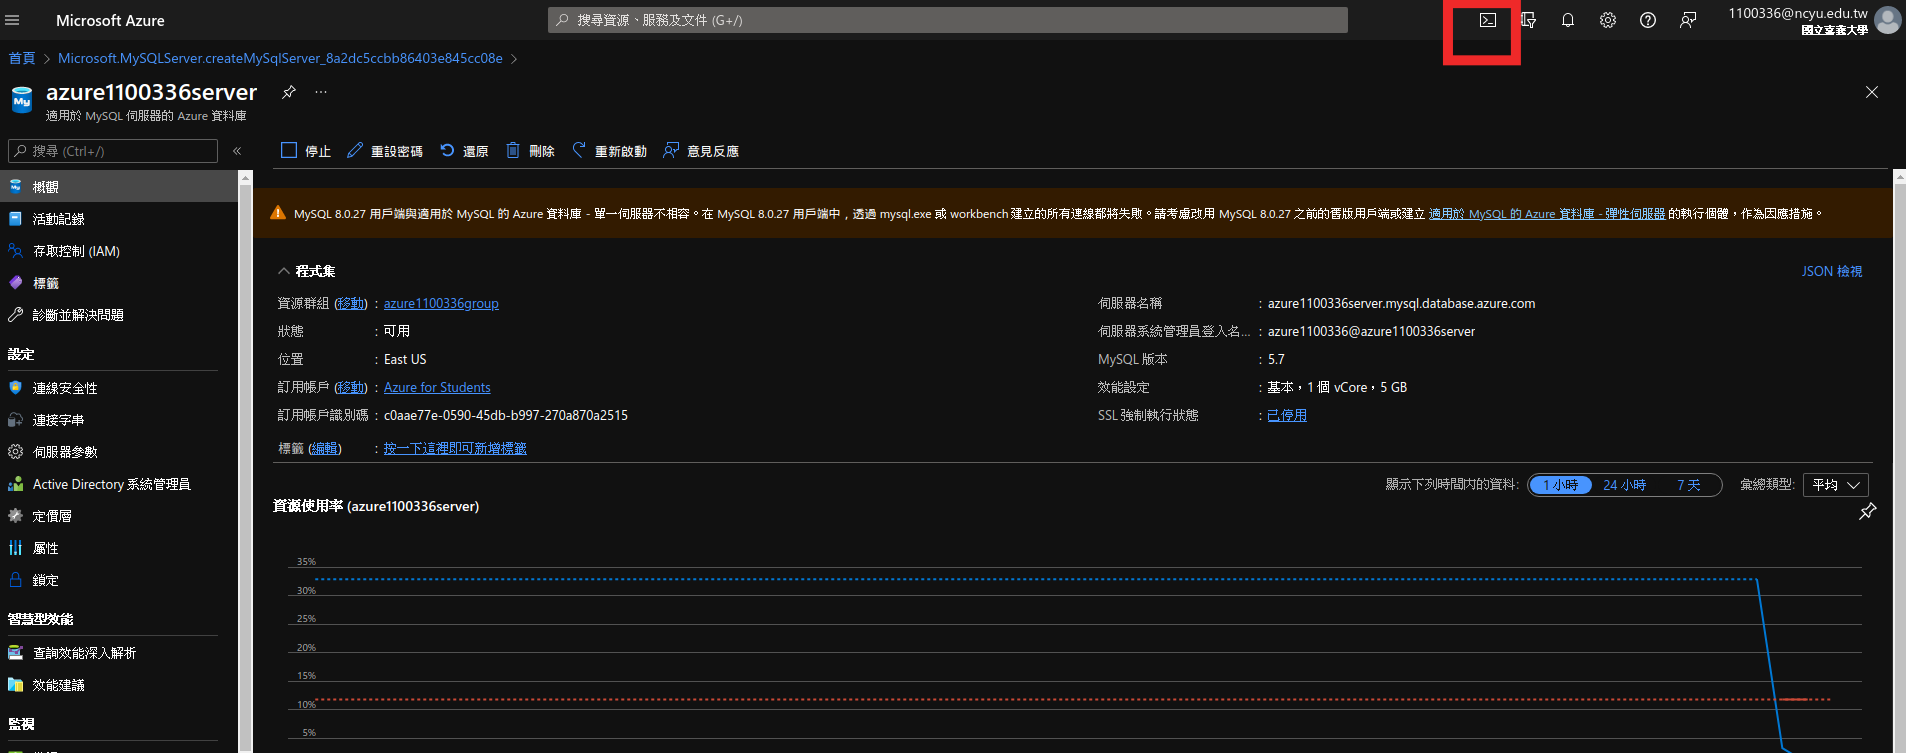 Microsoft Azure
搜尋資源、服務及文件 (G+/)
1100336@ncyu.edu.tw
國立嘉義大學
首頁 > Microsoft.MySQLServer.createMySqlServer_8a2dc5ccbb86403e845cc08e >
azure1100336server
適用於 MySQL 伺服器的 Azure 資料庫
搜尋 (Ctrl+/)
停止 重設密碼 還原 刪除 重新啟動 意見反應
概觀
活動記錄
存取控制 (IAM)
標籤
診斷並解決問題
設定
連線安全性
連接字串
伺服器參數
Active Directory 系統管理員
定價層
屬性
鎖定
智慧型效能
查詢效能深入解析
效能建議
監視
MySQL 8.0.27 用戶端與適用於 MySQL 的 Azure 資料庫 - 單一伺服器不相容。在 MySQL 8.0.27 用戶端中，透過 mysql.exe 或 workbench 建立的所有連線都將失敗。請考慮改用 MySQL 8.0.27 之前的舊版用戶端或建立 適用於 MySQL 的 Azure 資料庫 - 彈性伺服器 的執行個體，作為因應措施。
程式集
JSON 檢視
資源群組 (移動) : azure1100336group
狀態 : 可用
位置 : East US
訂用帳戶 (移動) : Azure for Students
訂用帳戶識別碼 : c0aae77e-0590-45db-b997-270a870a2515
標籤 (編輯) : 按一下這裡即可新增標籤
伺服器名稱 : azure1100336server.mysql.database.azure.com
伺服器系統管理員登入名... : azure1100336@azure1100336server
MySQL 版本 : 5.7
效能設定 : 基本，1 個 vCore，5 GB
SSL 強制執行狀態 : 已停用
顯示下列時間內的資料: 1 小時 24 小時 7 天 彙總類型: 平均
資源使用率 (azure1100336server)
35%
30%
25%
20%
15%
10%
5%